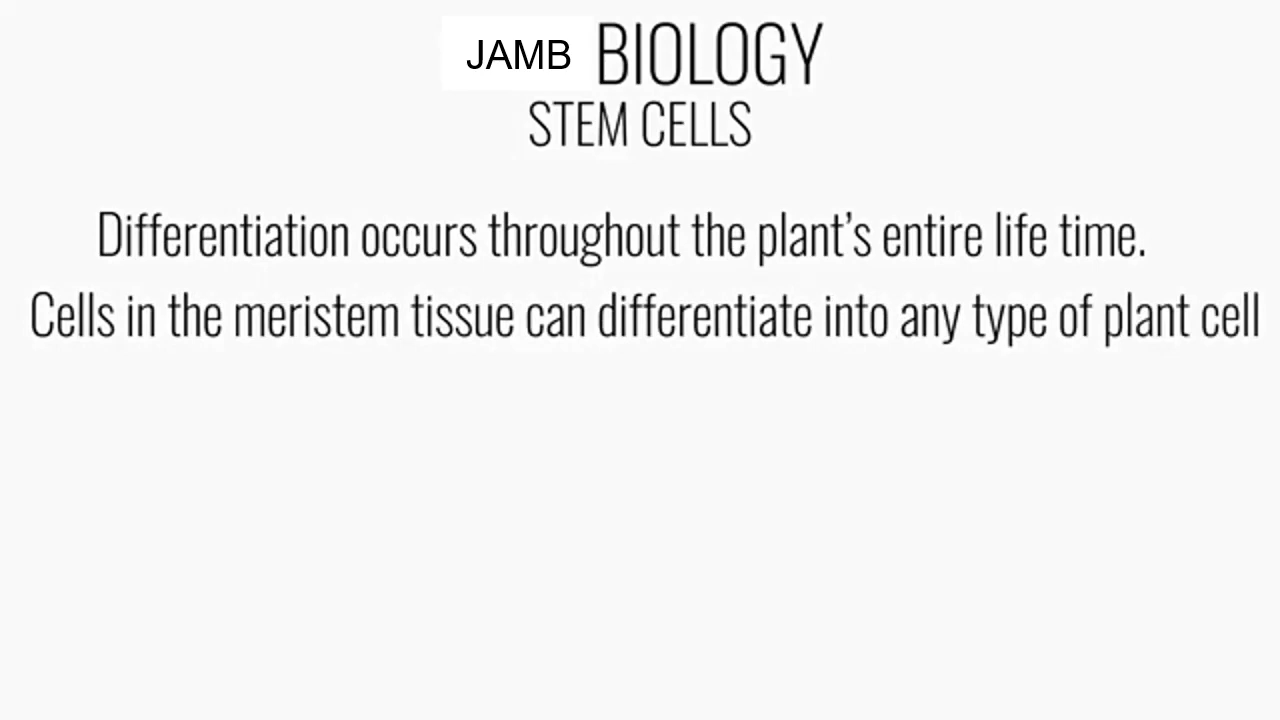 JAMB BIOLOGY
STEM CELLS
Differentiation occurs throughout the plant’s entire life time.
Cells in the meristem tissue can differentiate into any type of plant cell